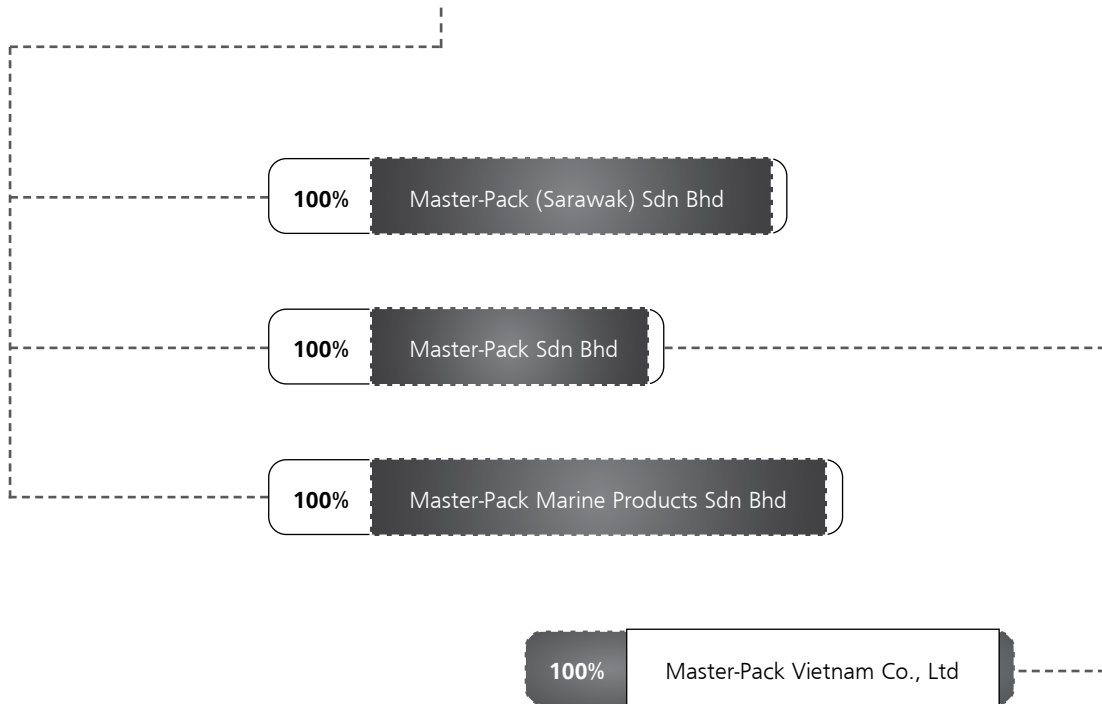 100% Master-Pack (Sarawak) Sdn Bhd
100% Master-Pack Sdn Bhd
100% Master-Pack Marine Products Sdn Bhd
100% Master-Pack Vietnam Co., Ltd